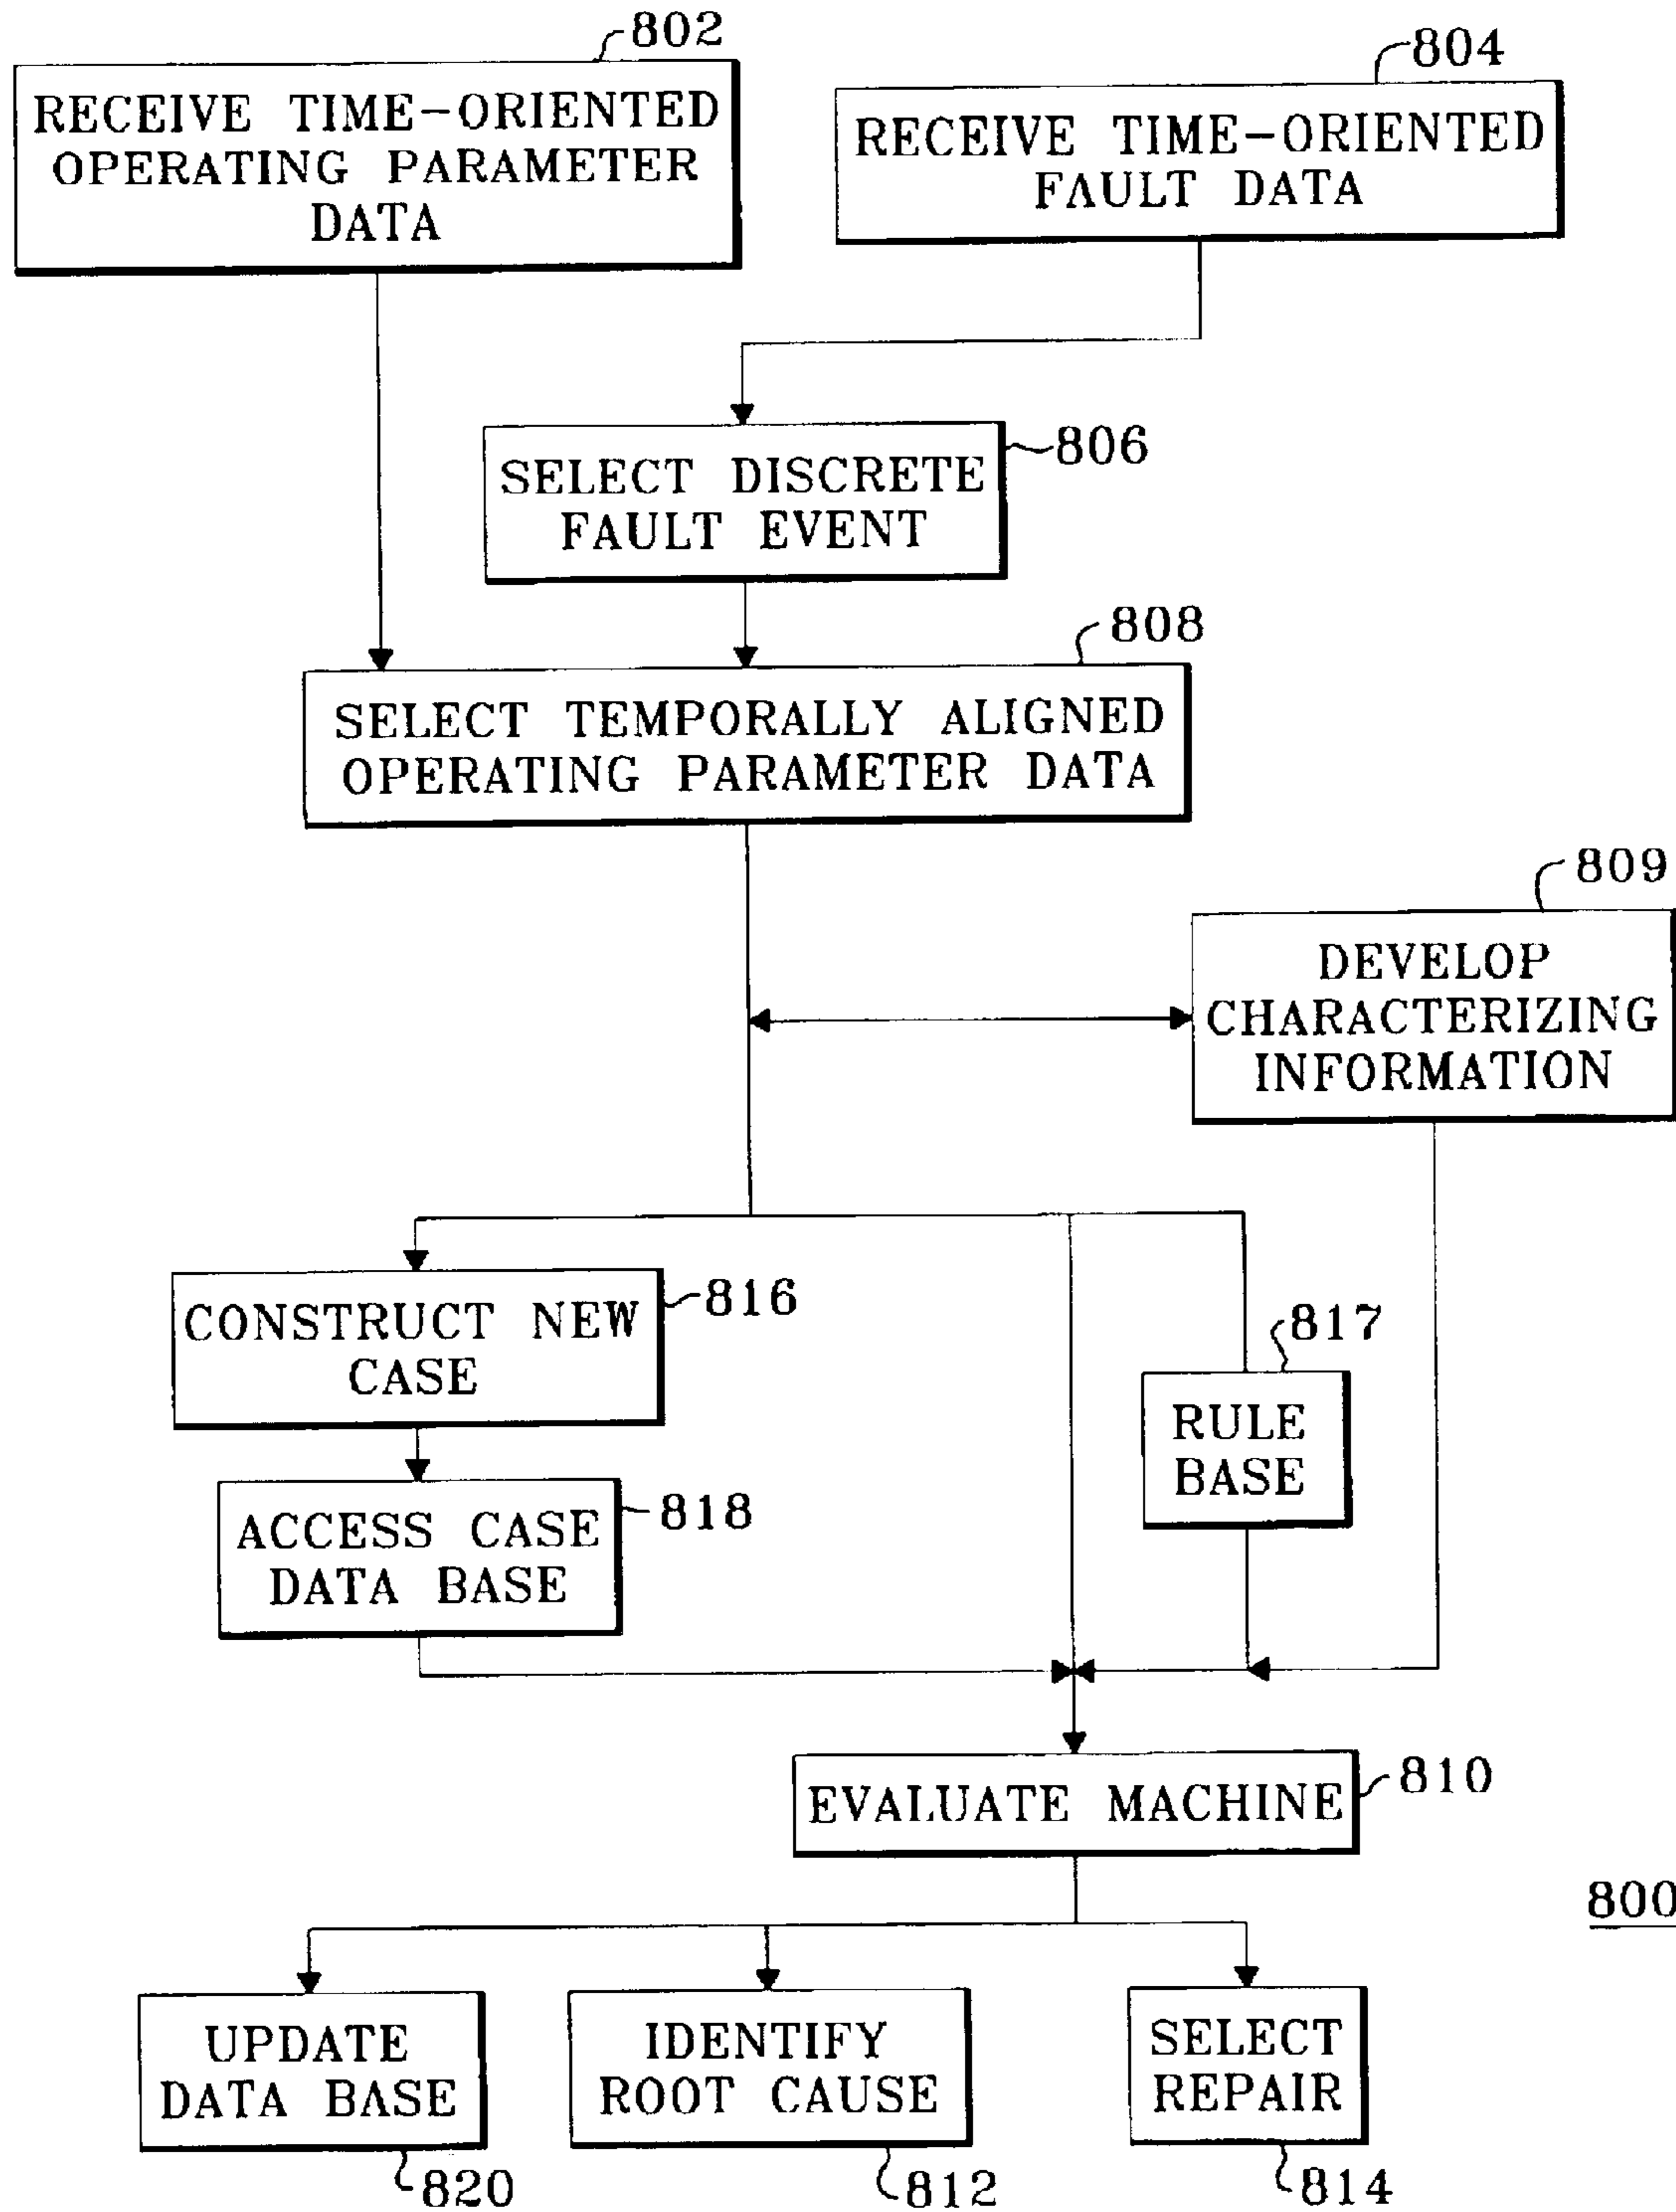 802
RECEIVE TIME-ORIENTED
OPERATING PARAMETER
DATA
804
RECEIVE TIME-ORIENTED
FAULT DATA
806
SELECT DISCRETE
FAULT EVENT
808
SELECT TEMPORALLY ALIGNED
OPERATING PARAMETER DATA
809
DEVELOP
CHARACTERIZING
INFORMATION
816
CONSTRUCT NEW
CASE
817
RULE
BASE
818
ACCESS CASE
DATA BASE
810
EVALUATE MACHINE
800
UPDATE
DATA BASE
820
IDENTIFY
ROOT CAUSE
812
SELECT
REPAIR
814